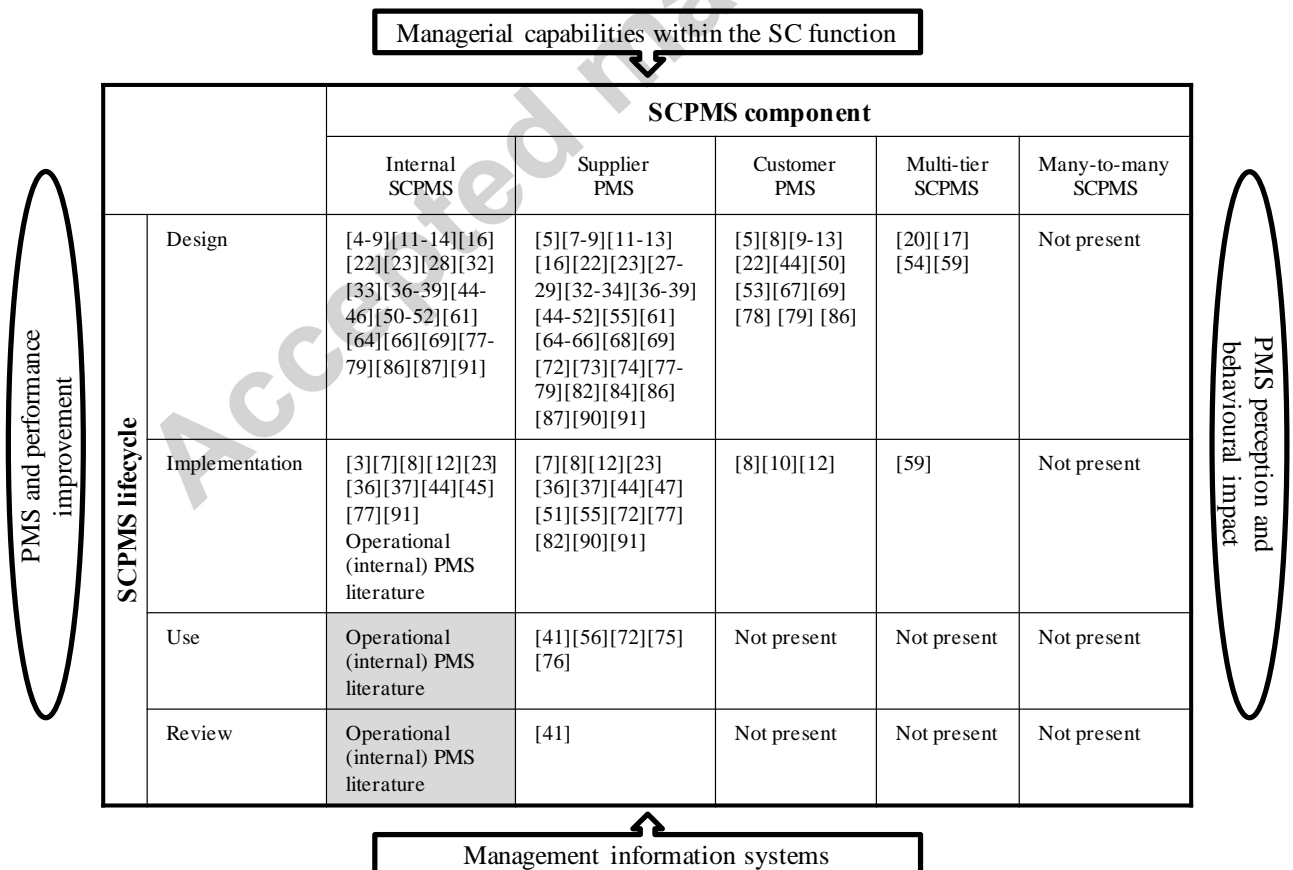 Managerial capabilities within the SC function
SCPMS component
Internal
SCPMS
Supplier
PMS
Customer
PMS
Multi-tier
SCPMS
Many-to-many
SCPMS
SCPMS lifecycle
Design
[4-9][11-14][16]
[22][23][28][32]
[33][36-39][44-
46][50-52][61]
[64][66][69][77-
79][86][87][91]
[5][7-9][11-13]
[16][22][23][27-
29][32-34][36-39]
[44-52][55][61]
[64-66][68][69]
[72][73][74][77-
79][82][84][86]
[87][90][91]
[5][8][9-13]
[22][44][50]
[53][67][69]
[78] [79] [86]
[20][17]
[54][59]
Not present
Implementation
[3][7][8][12][23]
[36][37][44][45]
[77][91]
Operational
(internal) PMS
literature
[7][8][12][23]
[36][37][44][47]
[51][55][72][77]
[82][90][91]
[8][10][12]
[59]
Not present
Use
Operational
(internal) PMS
literature
[41][56][72][75]
[76]
Not present
Not present
Not present
Review
Operational
(internal) PMS
literature
[41]
Not present
Not present
Not present
PMS and performance
improvement
PMS perception and
behavioural impact
Management information systems
Accepted ma